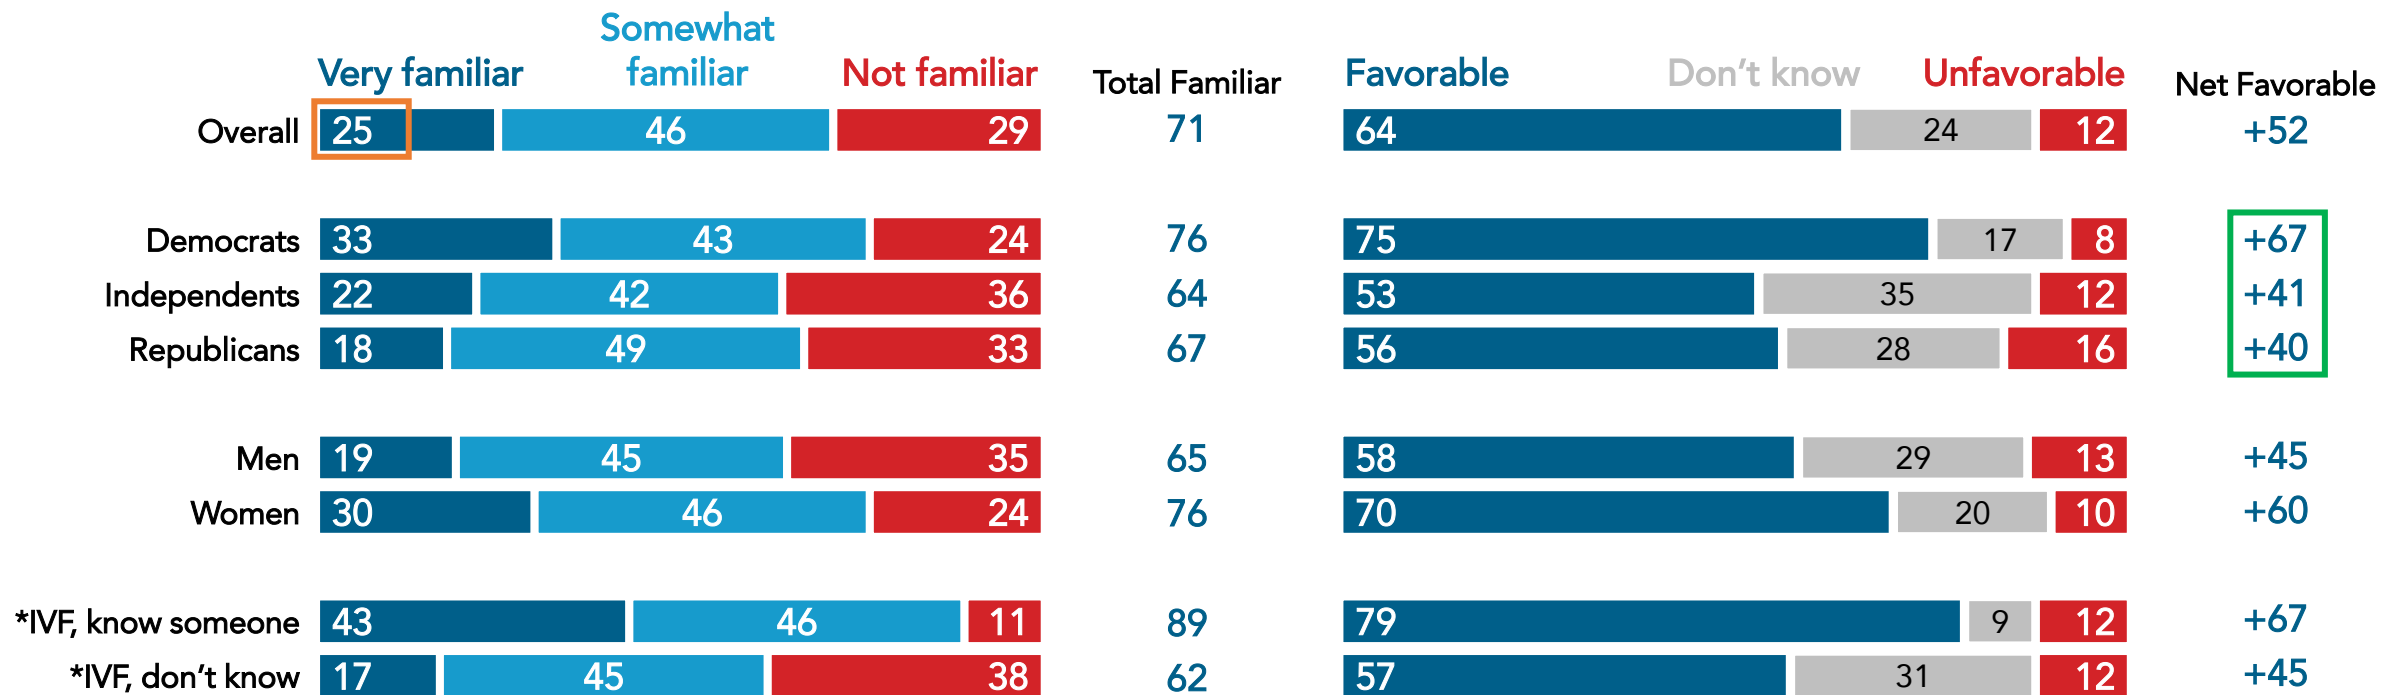 Very familiar Somewhat familiar Not familiar Total Familiar Favorable Don't know Unfavorable Net Favorable
Overall 25 46 29 71 64 24 12 +52
Democrats 33 43 24 76 75 17 8 +67
Independents 22 42 36 64 53 35 12 +41
Republicans 18 49 33 67 56 28 16 +40
Men 19 45 35 65 58 29 13 +45
Women 30 46 24 76 70 20 10 +60
*IVF, know someone 43 46 11 89 79 9 12 +67
*IVF, don't know 17 45 38 62 57 31 12 +45